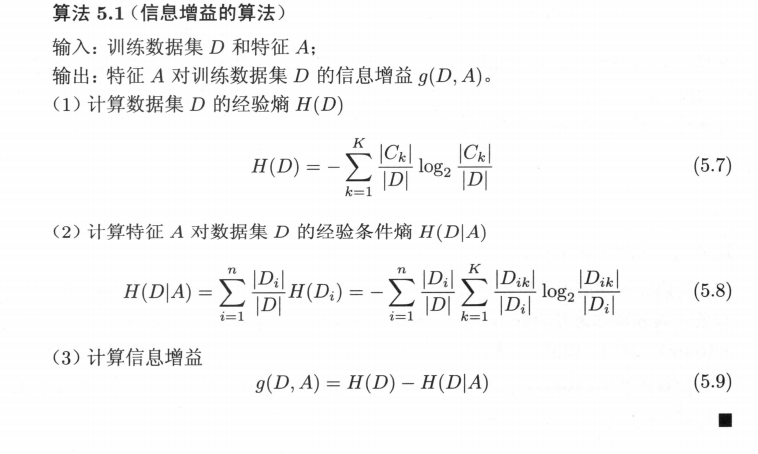 算法 5.1（信息增益的算法）
输入：训练数据集 D 和特征 A；
输出：特征 A 对训练数据集 D 的信息增益 g(D, A)。
（1）计算数据集 D 的经验熵 H(D)
H(D) = -\sum_{k=1}^{K} \frac{|C_k|}{|D|} \log_2 \frac{|C_k|}{|D|} (5.7)
（2）计算特征 A 对数据集 D 的经验条件熵 H(D|A)
H(D|A) = \sum_{i=1}^{n} \frac{|D_i|}{|D|} H(D_i) = -\sum_{i=1}^{n} \frac{|D_i|}{|D|} \sum_{k=1}^{K} \frac{|D_{ik}|}{|D_i|} \log_2 \frac{|D_{ik}|}{|D_i|} (5.8)
（3）计算信息增益
g(D, A) = H(D) - H(D|A) (5.9)